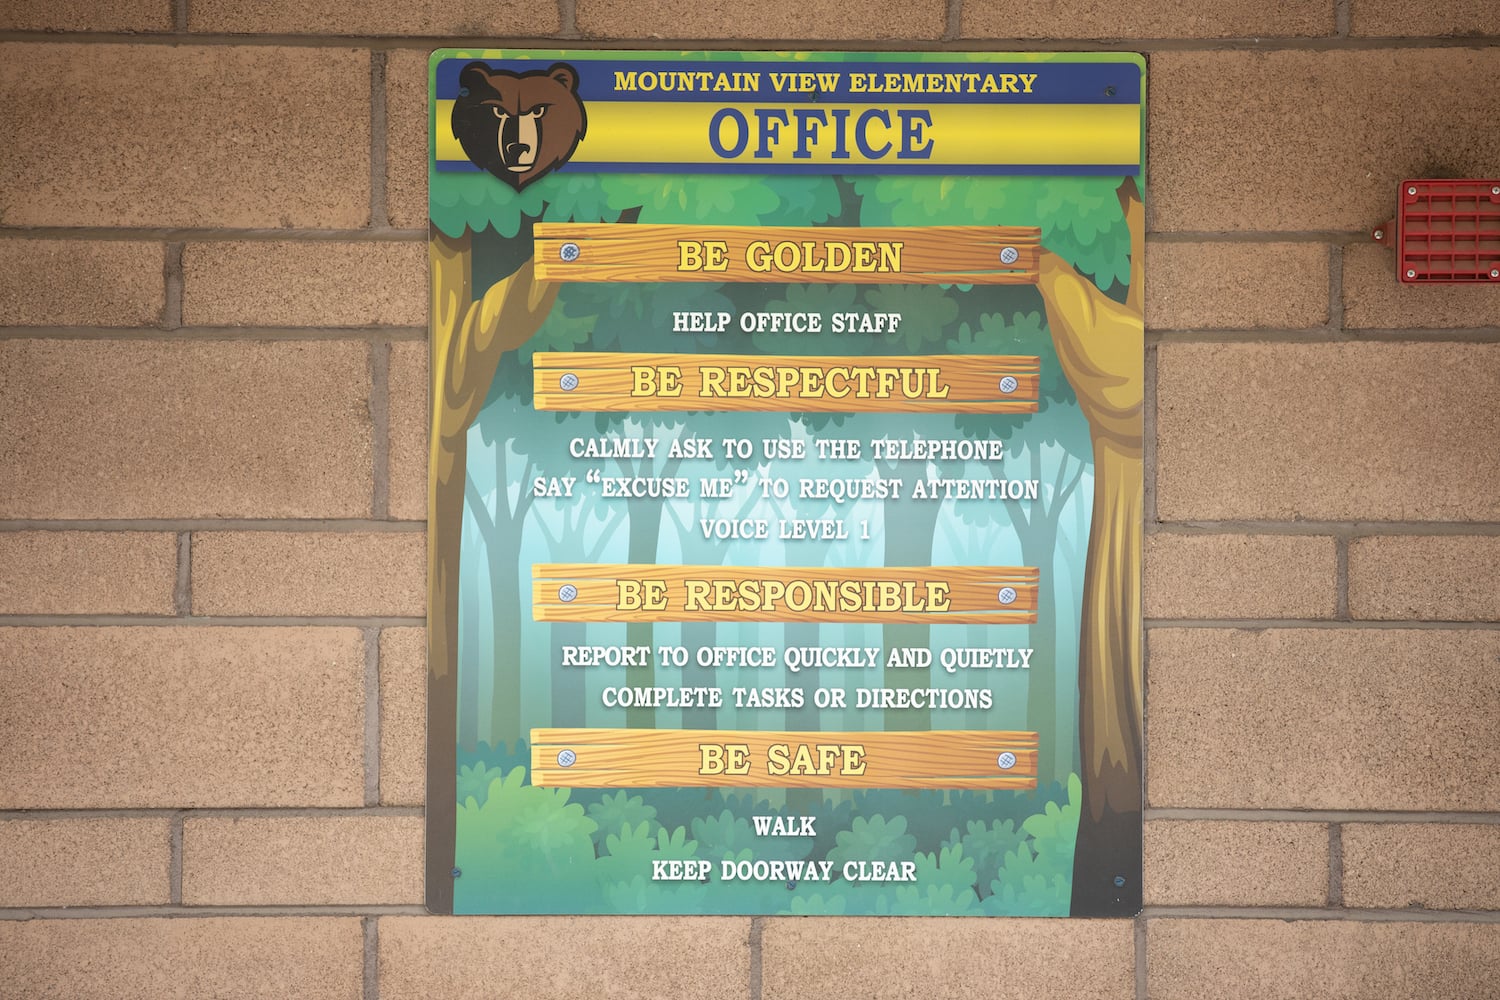 MOUNTAIN VIEW ELEMENTARY
OFFICE
BE GOLDEN
HELP OFFICE STAFF
BE RESPECTFUL
CALMLY ASK TO USE THE TELEPHONE
SAY “EXCUSE ME” TO REQUEST ATTENTION
VOICE LEVEL 1
BE RESPONSIBLE
REPORT TO OFFICE QUICKLY AND QUIETLY
COMPLETE TASKS OR DIRECTIONS
BE SAFE
WALK
KEEP DOORWAY CLEAR